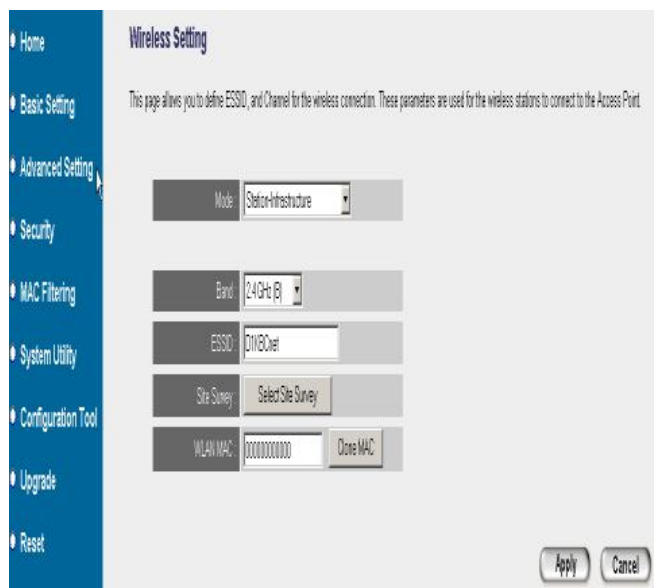 Home
Basic Setting
Advanced Setting
Security
MAC Filtering
System Utility
Configuration Tool
Upgrade
Reset
Wireless Setting
This page allows you to define ESSID, and Channel for the wireless connection. These parameters are used for the wireless stations to connect to the Access Point.
Mode : Station-Infrastructure
Band : 2.4 GHz (B)
ESSID : D1KBCnet
Site Survey : Select Site Survey
WLAN MAC : 000000000000 Clone MAC
Apply Cancel